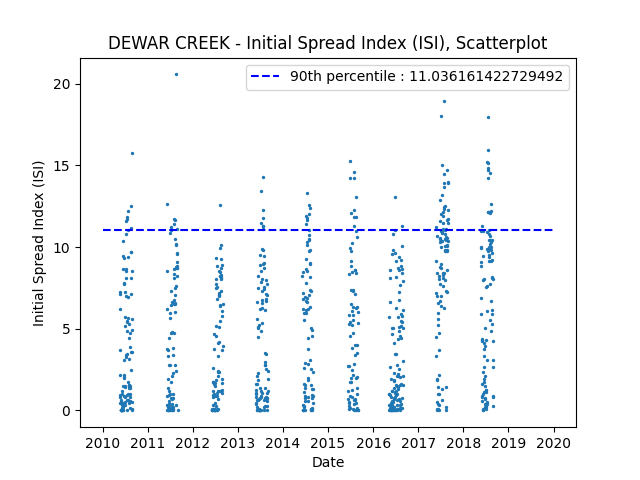 DEWAR CREEK - Initial Spread Index (ISI), Scatterplot
90th percentile : 11.036161422729492
Initial Spread Index (ISI)
20
15
10
5
0
2010 2011 2012 2013 2014 2015 2016 2017 2018 2019 2020
Date